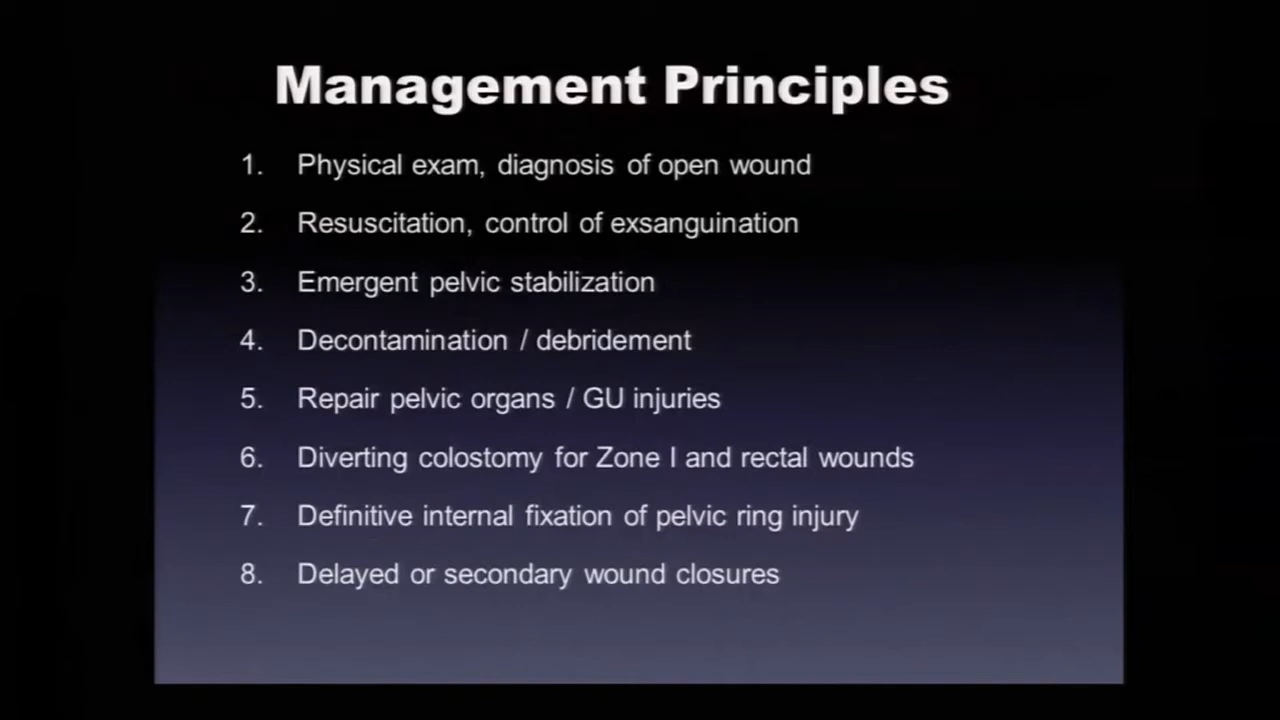 Management Principles
1. Physical exam, diagnosis of open wound
2. Resuscitation, control of exsanguination
3. Emergent pelvic stabilization
4. Decontamination / debridement
5. Repair pelvic organs / GU injuries
6. Diverting colostomy for Zone I and rectal wounds
7. Definitive internal fixation of pelvic ring injury
8. Delayed or secondary wound closures